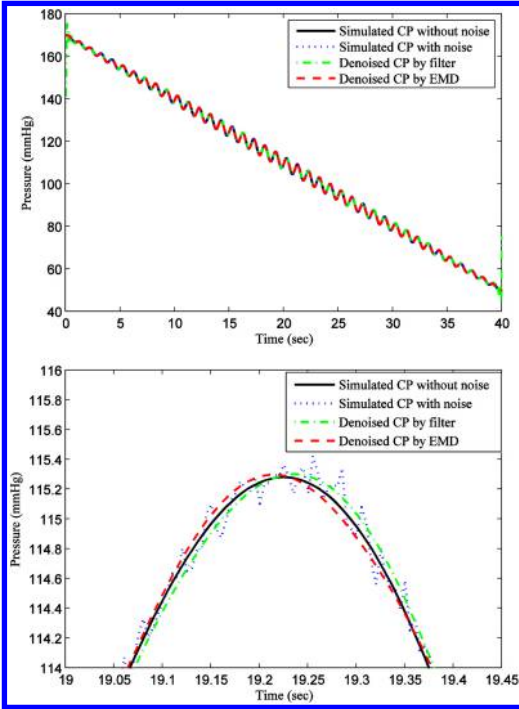 180
160
140
120
100
80
60
40
Pressure (mmHg)
Simulated CP without noise
Simulated CP with noise
Denoised CP by filter
Denoised CP by EMD
0 5 10 15 20 25 30 35 40
Time (sec)
116
115.8
115.6
115.4
115.2
115
114.8
114.6
114.4
114.2
114
Pressure (mmHg)
Simulated CP without noise
Simulated CP with noise
Denoised CP by filter
Denoised CP by EMD
19 19.05 19.1 19.15 19.2 19.25 19.3 19.35 19.4 19.45
Time (sec)